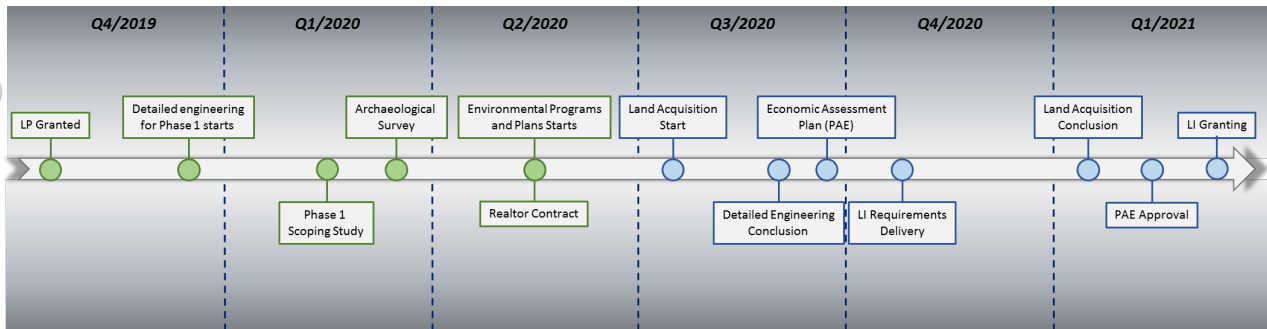 Q4/2019
Q1/2020
Q2/2020
Q3/2020
Q4/2020
Q1/2021
LP Granted
Detailed engineering
for Phase 1 starts
Archaeological
Survey
Environmental Programs
and Plans Starts
Land Acquisition
Start
Economic Assessment
Plan (PAE)
Land Acquisition
Conclusion
LI Granting
Phase 1
Scoping Study
Realtor Contract
Detailed Engineering
Conclusion
LI Requirements
Delivery
PAE Approval